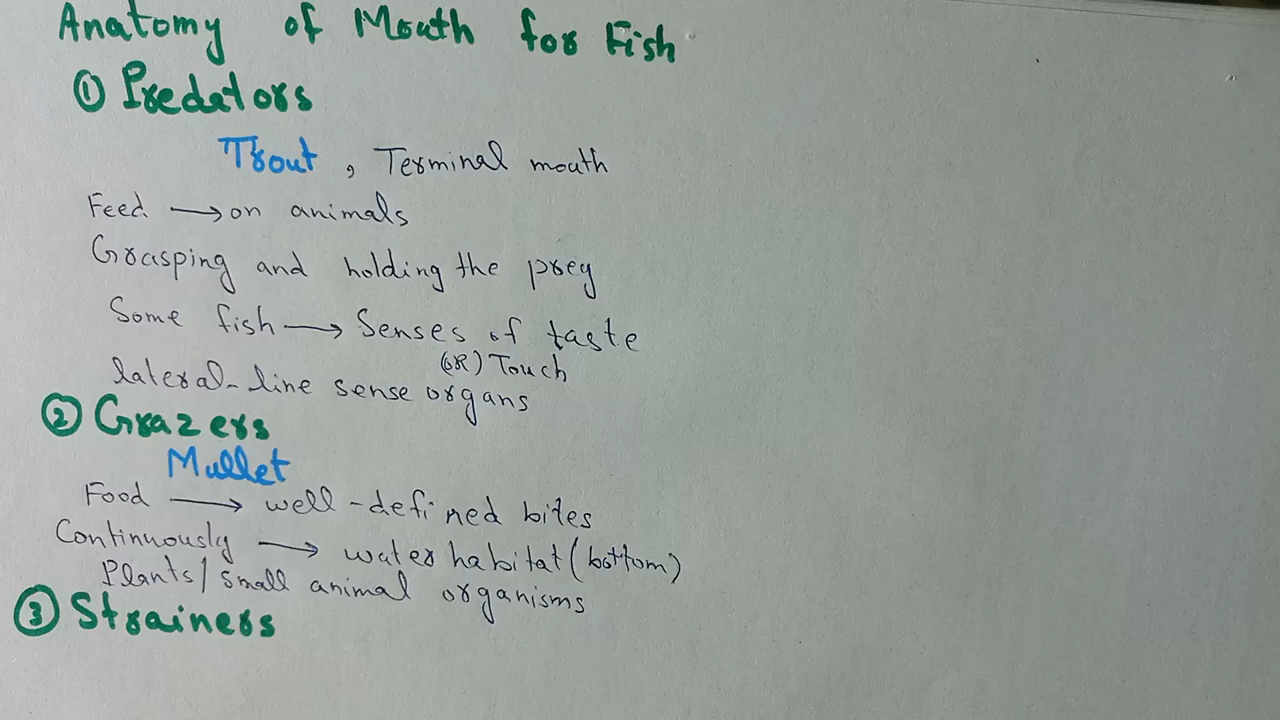 Anatomy of Mouth for Fish
① Predators
Trout, Terminal mouth
Feed → on animals
Grasping and holding the prey
Some fish → Senses of taste
(OR) Touch
lateral-line sense organs
② Grazers
Mullet
Food → well-defined bites
Continuously → water habitat (bottom)
Plants/small animal organisms
③ Strainers